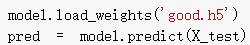 model.load_weights('good.h5')
pred = model.predict(X_test)